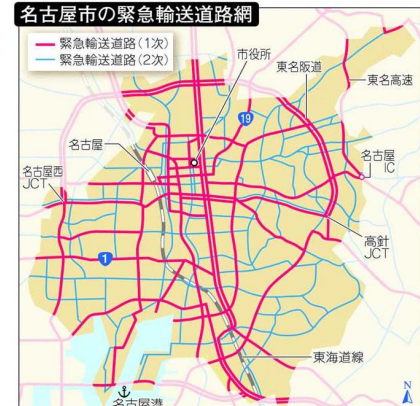 名古屋市の緊急輸送道路網
緊急輸送道路(1次)
緊急輸送道路(2次)
市役所
東名阪道
東名高速
19
名古屋
名古屋
IC
名古屋西
JCT
高針
JCT
1
東海道線
名古屋港
N